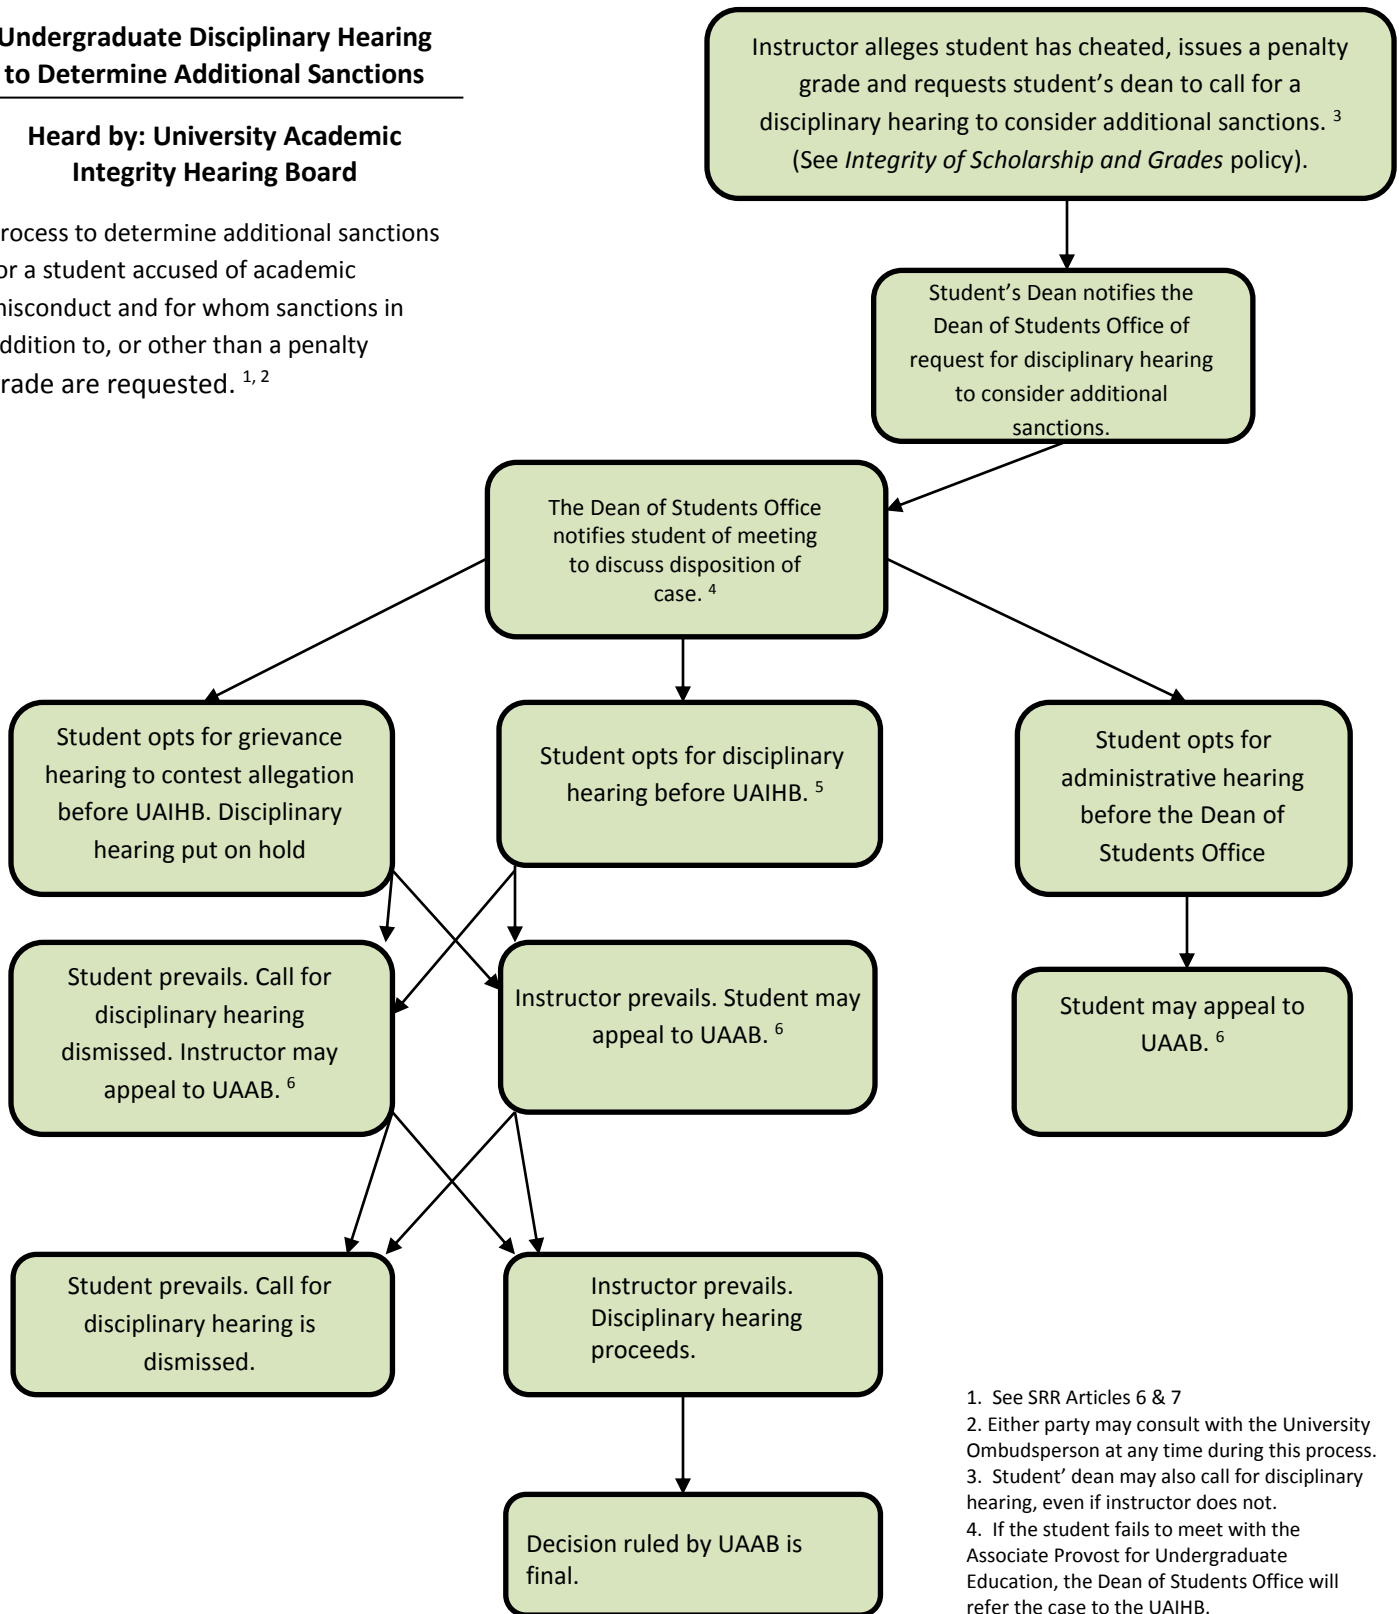 Undergraduate Disciplinary Hearing
to Determine Additional Sanctions
Heard by: University Academic
Integrity Hearing Board
rocess to determine additional sanctions
or a student accused of academic
misconduct and for whom sanctions in
ddition to, or other than a penalty
rade are requested. 1, 2
Instructor alleges student has cheated, issues a penalty
grade and requests student’s dean to call for a
disciplinary hearing to consider additional sanctions. 3
(See Integrity of Scholarship and Grades policy).
Student’s Dean notifies the
Dean of Students Office of
request for disciplinary hearing
to consider additional
sanctions.
The Dean of Students Office
notifies student of meeting
to discuss disposition of
case. 4
Student opts for grievance
hearing to contest allegation
before UAIHB. Disciplinary
hearing put on hold
Student opts for disciplinary
hearing before UAIHB. 5
Student opts for
administrative hearing
before the Dean of
Students Office
Student prevails. Call for
disciplinary hearing
dismissed. Instructor may
appeal to UAAB. 6
Instructor prevails. Student may
appeal to UAAB. 6
Student may appeal to
UAAB. 6
Student prevails. Call for
disciplinary hearing is
dismissed.
Instructor prevails.
Disciplinary hearing
proceeds.
Decision ruled by UAAB is
final.
1. See SRR Articles 6 & 7
2. Either party may consult with the University
Ombudsperson at any time during this process.
3. Student’ dean may also call for disciplinary
hearing, even if instructor does not.
4. If the student fails to meet with the
Associate Provost for Undergraduate
Education, the Dean of Students Office will
refer the case to the UAIHB.